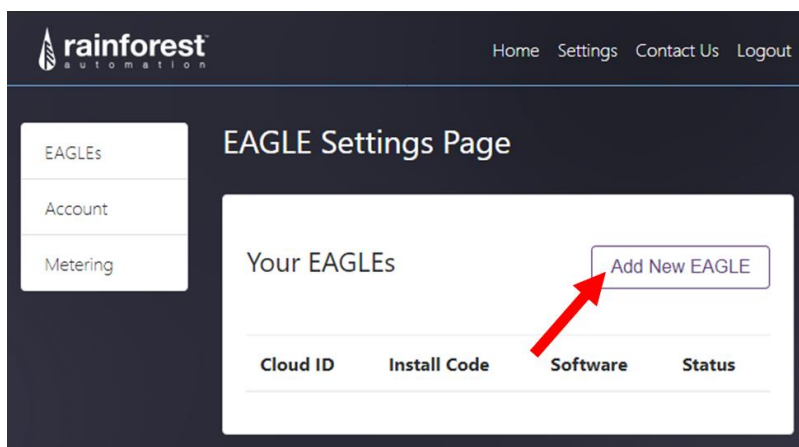 rainforest™
automation
Home Settings Contact Us Logout
EAGLEs
Account
Metering
EAGLE Settings Page
Your EAGLEs
Add New EAGLE
Cloud ID Install Code Software Status